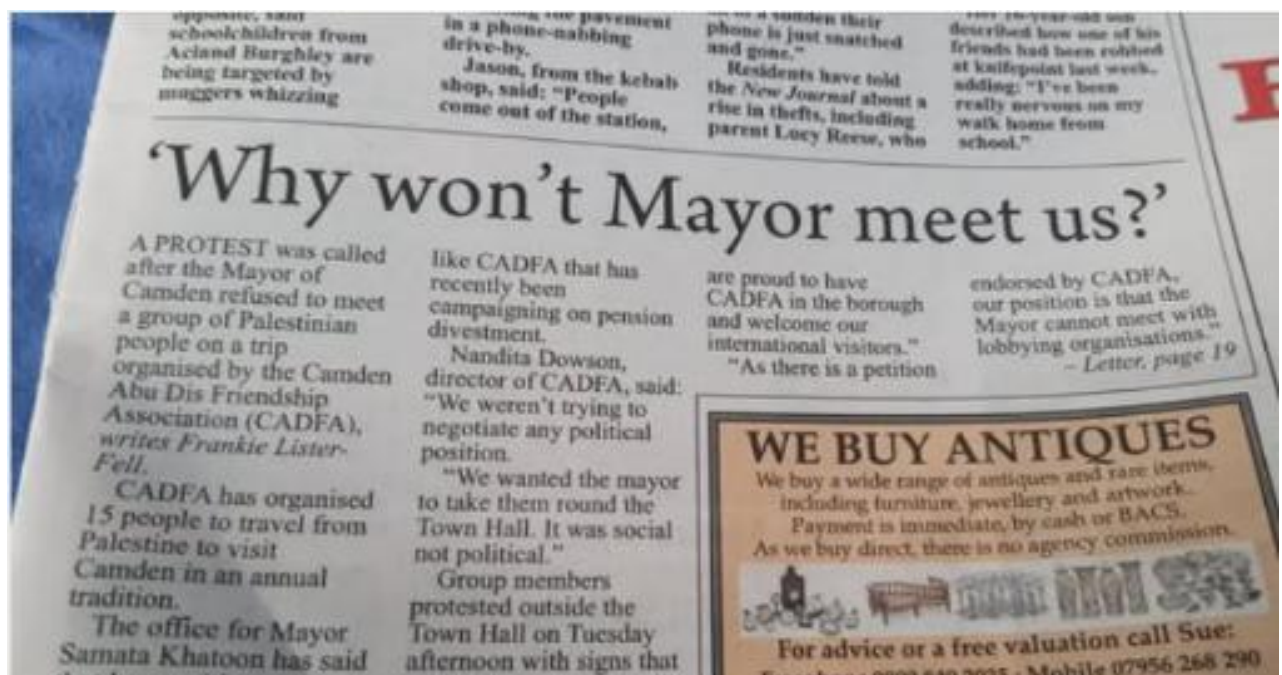 opposite, said
schoolchildren from
Acland Burghley are
being targeted by
muggers whizzing
the pavement
in a phone-nabbing
drive-by.
Jason, from the kebab
shop, said: "People
come out of the station,
of a sudden their
phone is just snatched
and gone."
Residents have told
the New Journal about a
rise in thefts, including
parent Lucy Reese, who
16-year-old son
described how one of his
friends had been robbed
at knifepoint last week,
adding: "I've been
really nervous on my
walk home from
school."
'Why won't Mayor meet us?'
A PROTEST was called
after the Mayor of
Camden refused to meet
a group of Palestinian
people on a trip
organised by the Camden
Abu Dis Friendship
Association (CADFA),
writes Frankie Lister-
Fell.
CADFA has organised
15 people to travel from
Palestine to visit
Camden in an annual
tradition.
The office for Mayor
Samata Khatoon has said
like CADFA that has
recently been
campaigning on pension
divestment.
Nandita Dowson,
director of CADFA, said:
"We weren't trying to
negotiate any political
position.
"We wanted the mayor
to take them round the
Town Hall. It was social
not political."
Group members
protested outside the
Town Hall on Tuesday
afternoon with signs that
are proud to have
CADFA in the borough
and welcome our
international visitors."
"As there is a petition
endorsed by CADFA,
our position is that the
Mayor cannot meet with
lobbying organisations."
– Letter, page 19
WE BUY ANTIQUES
We buy a wide range of antiques and rare items,
including furniture, jewellery and artwork.
Payment is immediate, by cash or BACS.
As we buy direct, there is no agency commission.
For advice or a free valuation call Sue:
Mobile 07956 268 290